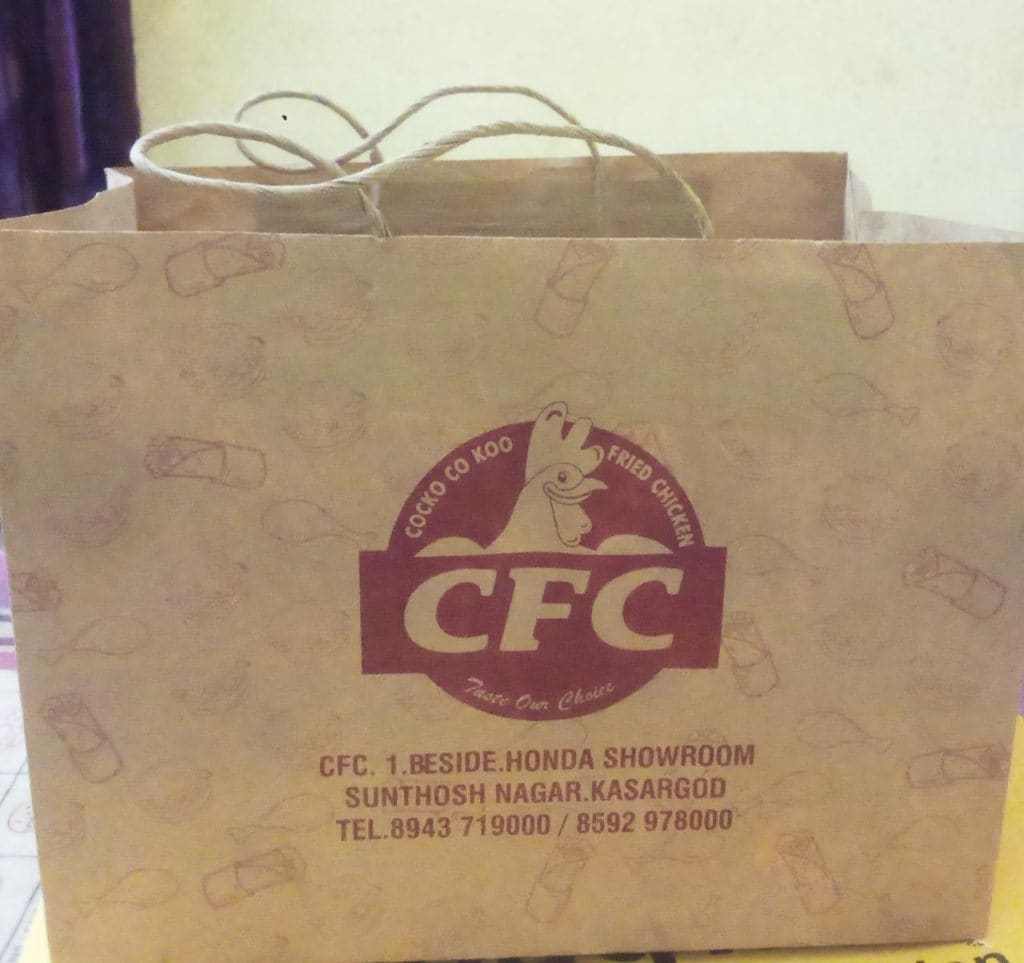 COCKO CO KOO FRIED CHICKEN
CFC
Taste Our Choice
CFC. 1.BESIDE.HONDA SHOWROOM
SUNTHOSH NAGAR.KASARGOD
TEL.8943 719000 / 8592 978000